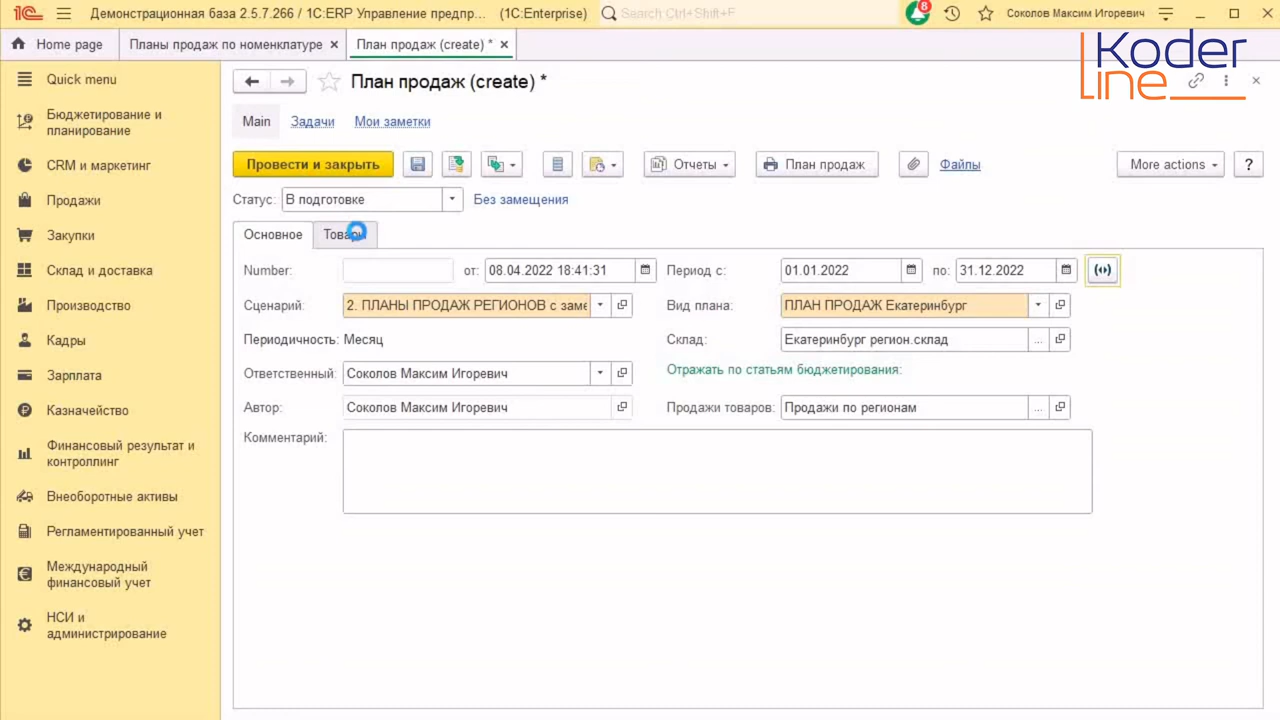 Демонстрационная база 2.5.7.266 / 1С:ERP Управление предпр... (1C:Enterprise) Search Ctrl+Shift+F 8 Соколов Максим Игоревич
Home page Планы продаж по номенклатуре План продаж (create) *
Koder
Line
Quick menu
Бюджетирование и планирование
CRM и маркетинг
Продажи
Закупки
Склад и доставка
Производство
Кадры
Зарплата
Казначейство
Финансовый результат и контроллинг
Внеоборотные активы
Регламентированный учет
Международный финансовый учет
НСИ и администрирование
План продаж (create) *
Main Задачи Мои заметки
Провести и закрыть Отчеты План продаж Файлы More actions ?
Статус: В подготовке Без замещения
Основное Товары
Number: от: 08.04.2022 18:41:31 Период с: 01.01.2022 по: 31.12.2022
Сценарий: 2. ПЛАНЫ ПРОДАЖ РЕГИОНОВ с заме Вид плана: ПЛАН ПРОДАЖ Екатеринбург
Периодичность: Месяц Склад: Екатеринбург регион.склад
Ответственный: Соколов Максим Игоревич Отражать по статьям бюджетирования:
Автор: Соколов Максим Игоревич Продажи товаров: Продажи по регионам
Комментарий: